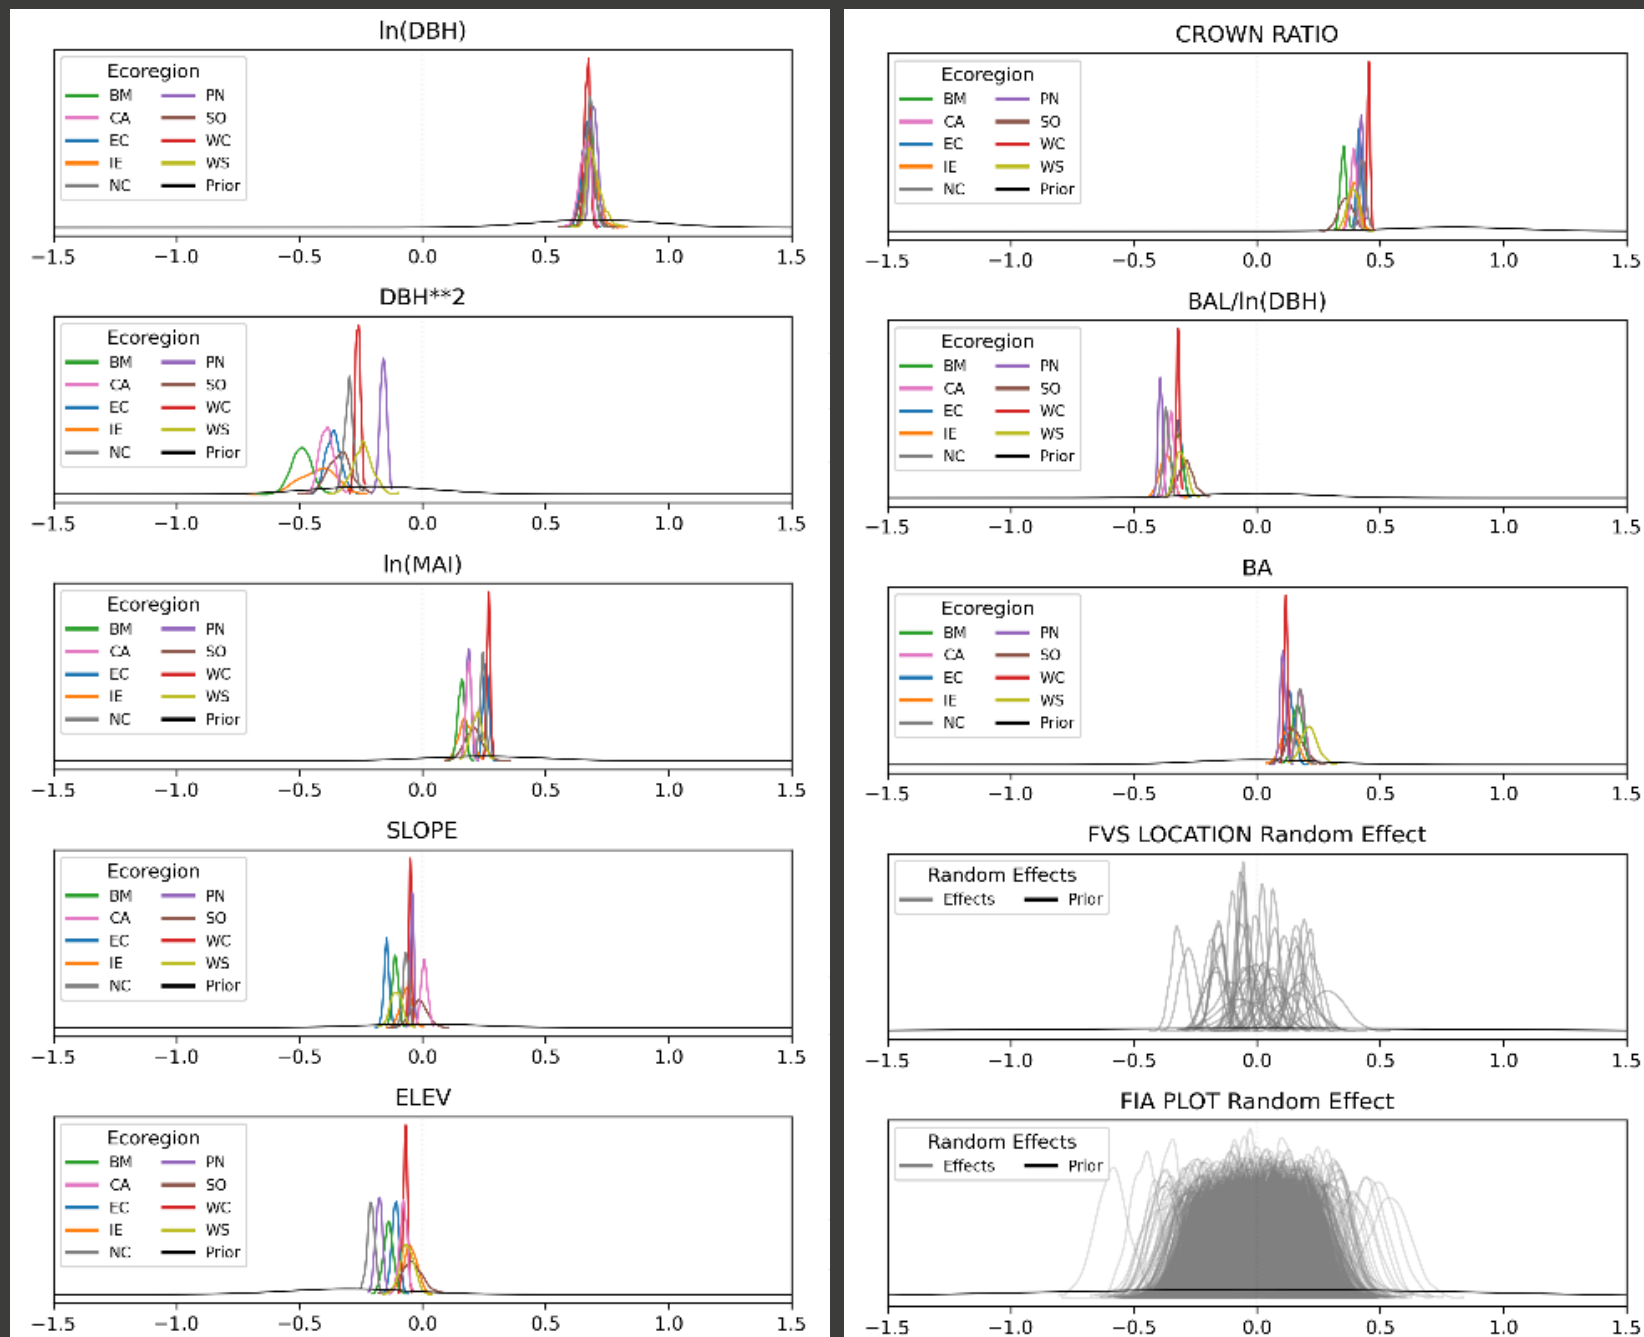 ln(DBH)
Ecoregion
BM PN
CA SO
EC WC
IE WS
NC Prior
−1.5 −1.0 −0.5 0.0 0.5 1.0 1.5
DBH**2
Ecoregion
BM PN
CA SO
EC WC
IE WS
NC Prior
−1.5 −1.0 −0.5 0.0 0.5 1.0 1.5
ln(MAI)
Ecoregion
BM PN
CA SO
EC WC
IE WS
NC Prior
−1.5 −1.0 −0.5 0.0 0.5 1.0 1.5
SLOPE
Ecoregion
BM PN
CA SO
EC WC
IE WS
NC Prior
−1.5 −1.0 −0.5 0.0 0.5 1.0 1.5
ELEV
Ecoregion
BM PN
CA SO
EC WC
IE WS
NC Prior
−1.5 −1.0 −0.5 0.0 0.5 1.0 1.5
CROWN RATIO
Ecoregion
BM PN
CA SO
EC WC
IE WS
NC Prior
−1.5 −1.0 −0.5 0.0 0.5 1.0 1.5
BAL/ln(DBH)
Ecoregion
BM PN
CA SO
EC WC
IE WS
NC Prior
−1.5 −1.0 −0.5 0.0 0.5 1.0 1.5
BA
Ecoregion
BM PN
CA SO
EC WC
IE WS
NC Prior
−1.5 −1.0 −0.5 0.0 0.5 1.0 1.5
FVS LOCATION Random Effect
Random Effects
Effects Prior
−1.5 −1.0 −0.5 0.0 0.5 1.0 1.5
FIA PLOT Random Effect
Random Effects
Effects Prior
−1.5 −1.0 −0.5 0.0 0.5 1.0 1.5